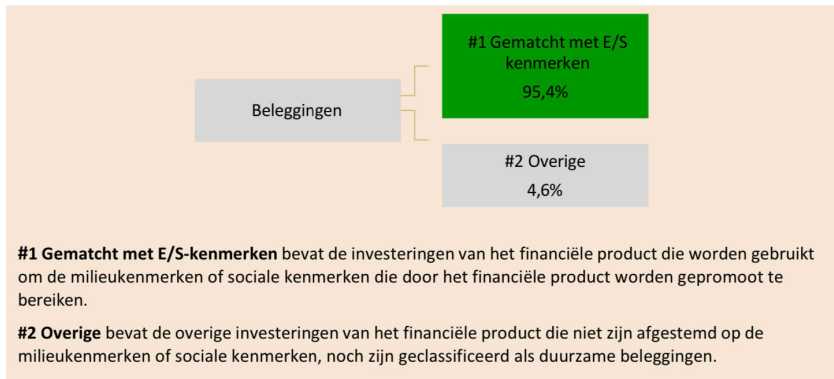 #1 Gematcht met E/S
kenmerken
95,4%
Beleggingen
#2 Overige
4,6%
#1 Gematcht met E/S-kenmerken bevat de investeringen van het financiële product die worden gebruikt
om de milieukenmerken of sociale kenmerken die door het financiële product worden gepromoot te
bereiken.
#2 Overige bevat de overige investeringen van het financiële product die niet zijn afgestemd op de
milieukenmerken of sociale kenmerken, noch zijn geclassificeerd als duurzame beleggingen.